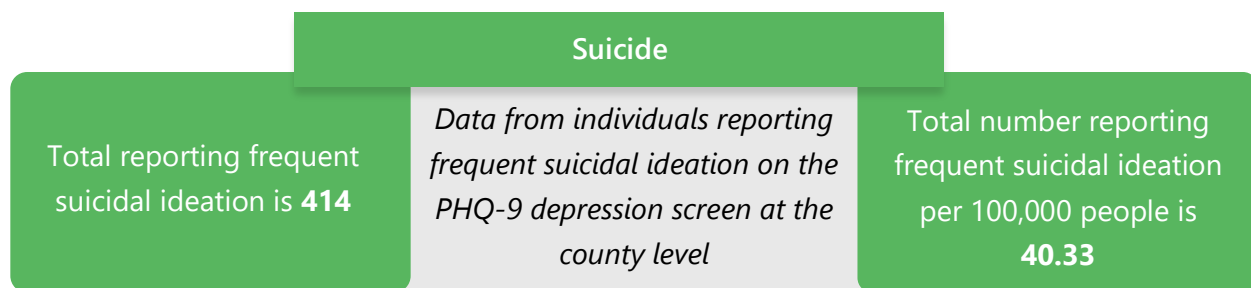 Suicide
Total reporting frequent
suicidal ideation is 414
Data from individuals reporting
frequent suicidal ideation on the
PHQ-9 depression screen at the
county level
Total number reporting
frequent suicidal ideation
per 100,000 people is
40.33